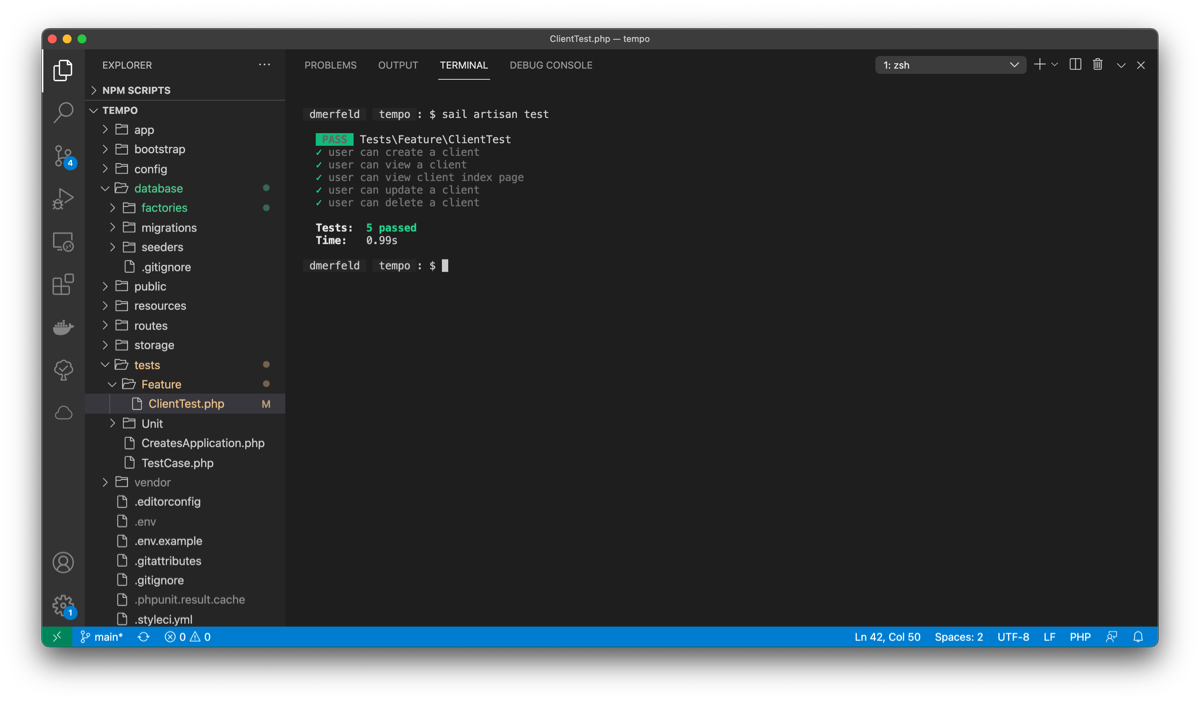 ClientTest.php — tempo
EXPLORER
NPM SCRIPTS
TEMPO
app
bootstrap
config
database
factories
migrations
seeders
.gitignore
public
resources
routes
storage
tests
Feature
ClientTest.php M
Unit
CreatesApplication.php
TestCase.php
vendor
.editorconfig
.env
.env.example
.gitattributes
.gitignore
.phpunit.result.cache
.styleci.yml
4
1
PROBLEMS OUTPUT TERMINAL DEBUG CONSOLE 1: zsh
dmerfeld tempo : $ sail artisan test
PASS Tests\Feature\ClientTest
✓ user can create a client
✓ user can view a client
✓ user can view client index page
✓ user can update a client
✓ user can delete a client
Tests: 5 passed
Time: 0.99s
dmerfeld tempo : $
main* 0 0 Ln 42, Col 50 Spaces: 2 UTF-8 LF PHP